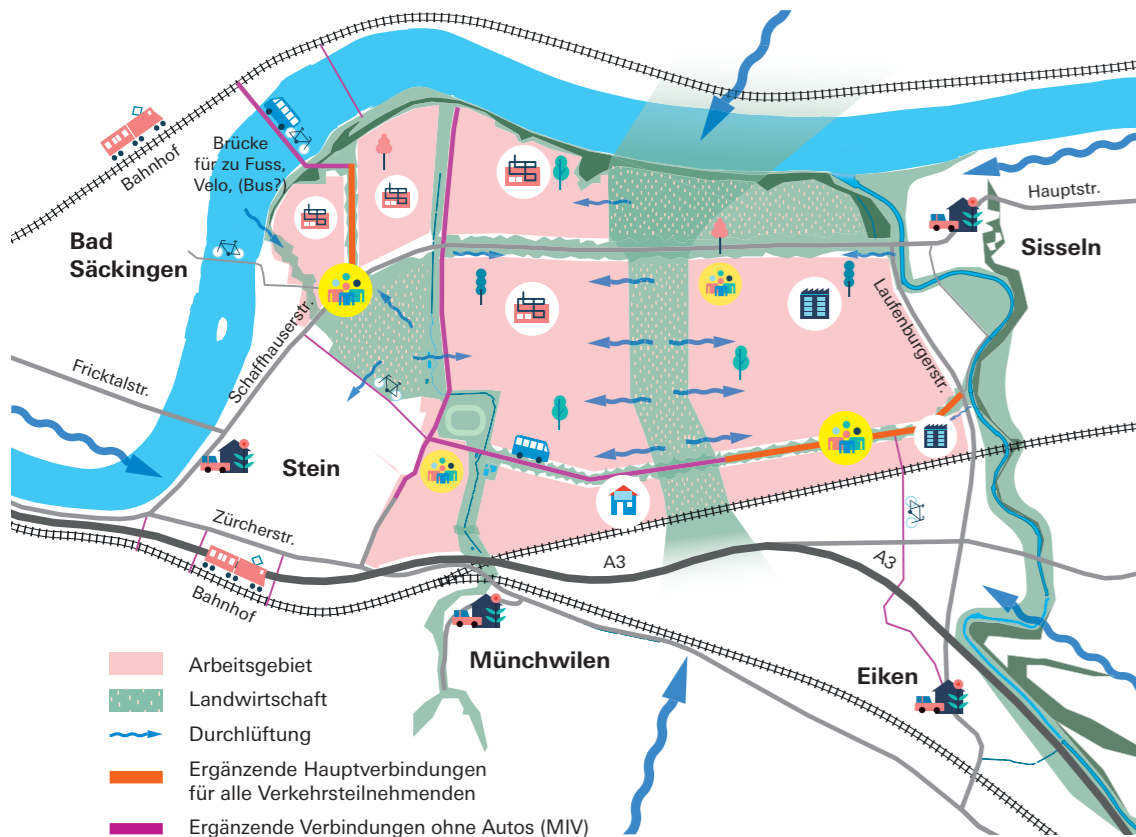 Bahnhof
Brücke
für zu Fuss,
Velo, (Bus?)
Bad
Säckingen
Hauptstr.
Sisseln
Schaffhauserstr.
Laufenburgerstr.
Fricktalstr.
Stein
Zürcherstr.
Bahnhof
A3
A3
Münchwilen
Eiken
Arbeitsgebiet
Landwirtschaft
Durchlüftung
Ergänzende Hauptverbindungen
für alle Verkehrsteilnehmenden
Ergänzende Verbindungen ohne Autos (MIV)